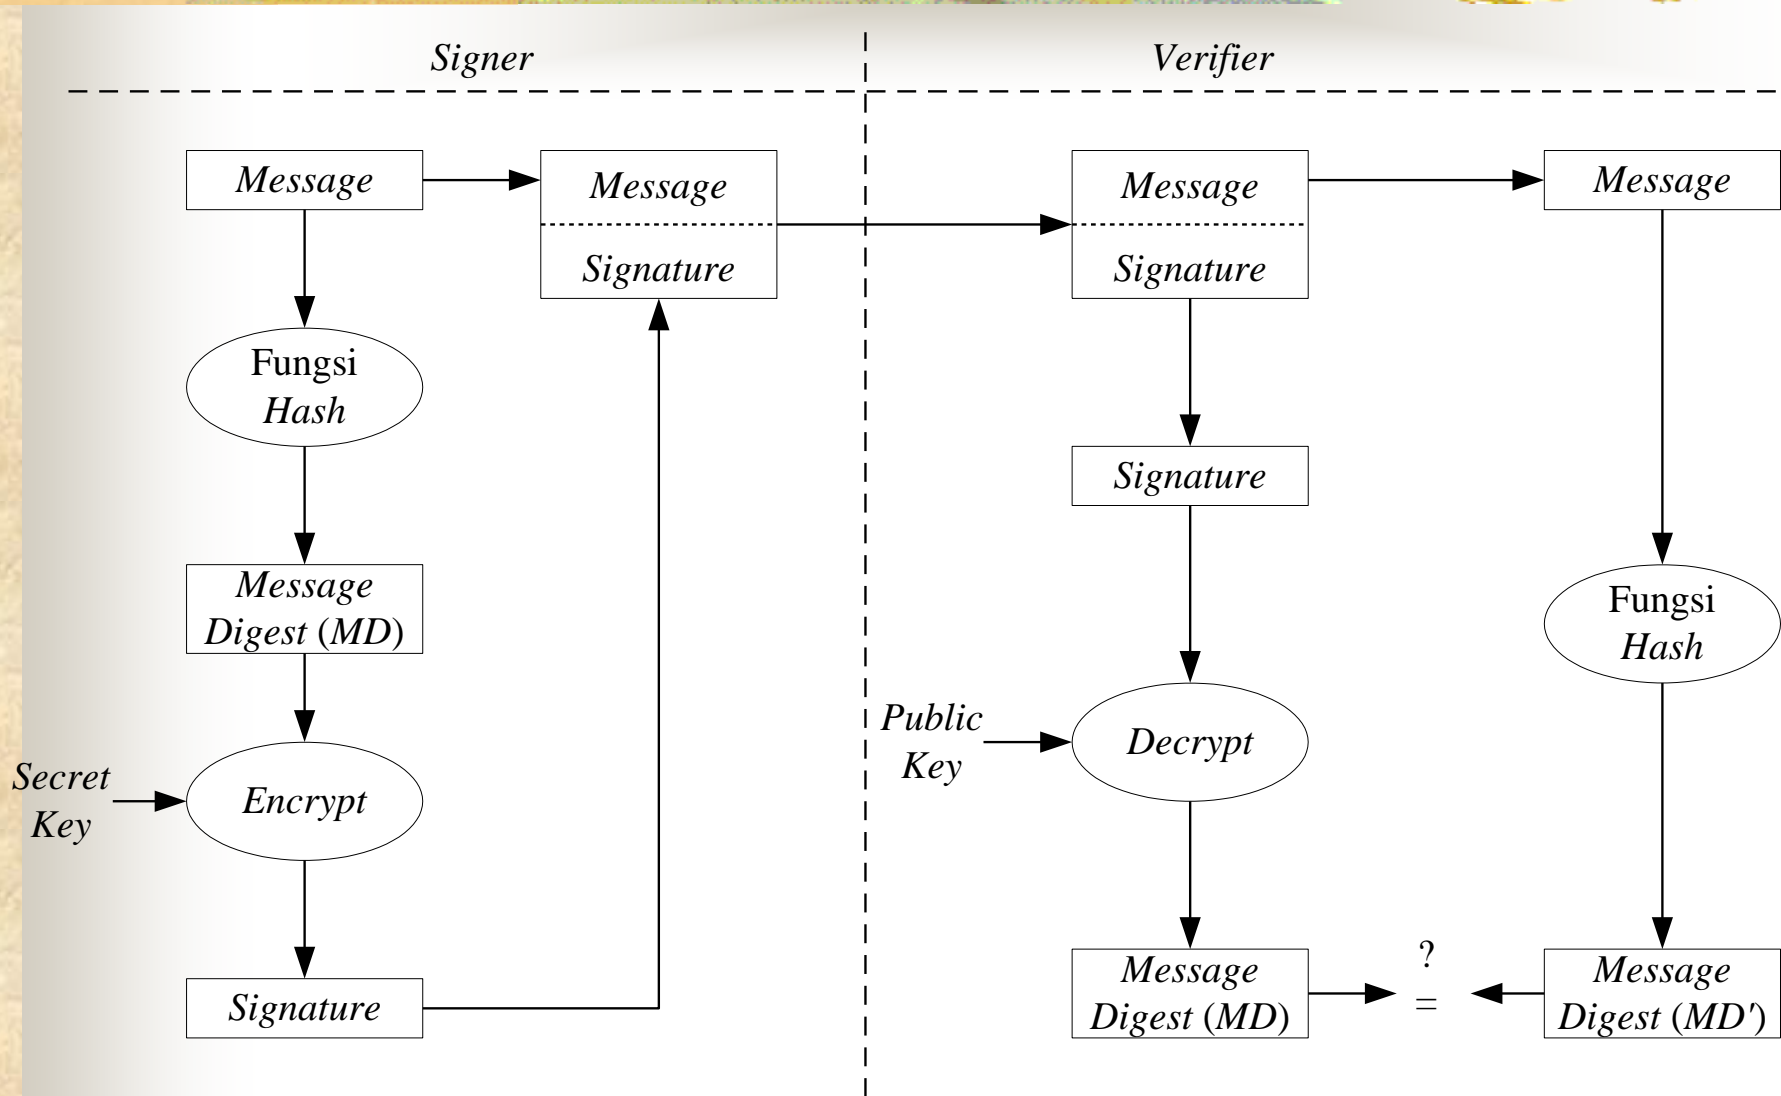 Signer
Verifier
Message
Message
Signature
Message
Signature
Message
Fungsi
Hash
Signature
Message
Digest (MD)
Fungsi
Hash
Secret
Key
Encrypt
Public
Key
Decrypt
Signature
Message
Digest (MD)
?
=
Message
Digest (MD')